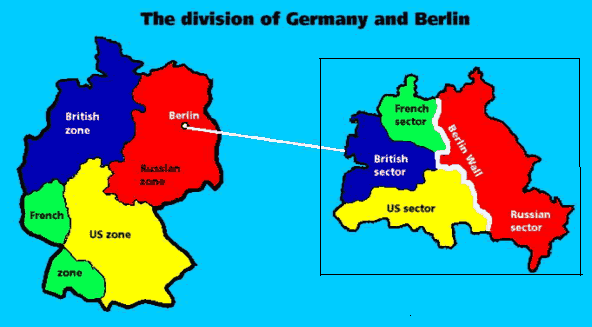 The division of Germany and Berlin
British
zone
Berlin
Russian
zone
French
US zone
zone
French
sector
Berlin Wall
British
sector
US sector
Russian
sector